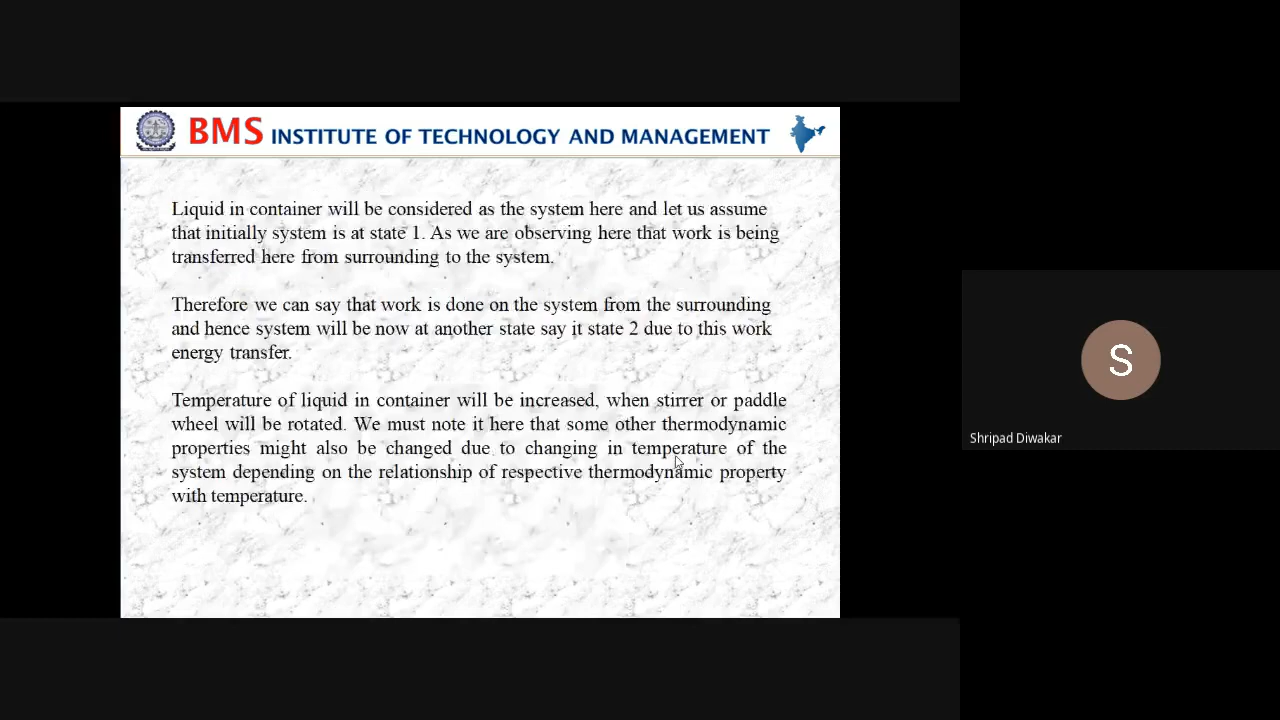 BMS INSTITUTE OF TECHNOLOGY AND MANAGEMENT
Liquid in container will be considered as the system here and let us assume
that initially system is at state 1. As we are observing here that work is being
transferred here from surrounding to the system.
Therefore we can say that work is done on the system from the surrounding
and hence system will be now at another state say it state 2 due to this work
energy transfer.
Temperature of liquid in container will be increased, when stirrer or paddle
wheel will be rotated. We must note it here that some other thermodynamic
properties might also be changed due to changing in temperature of the
system depending on the relationship of respective thermodynamic property
with temperature.
S
Shripad Diwakar